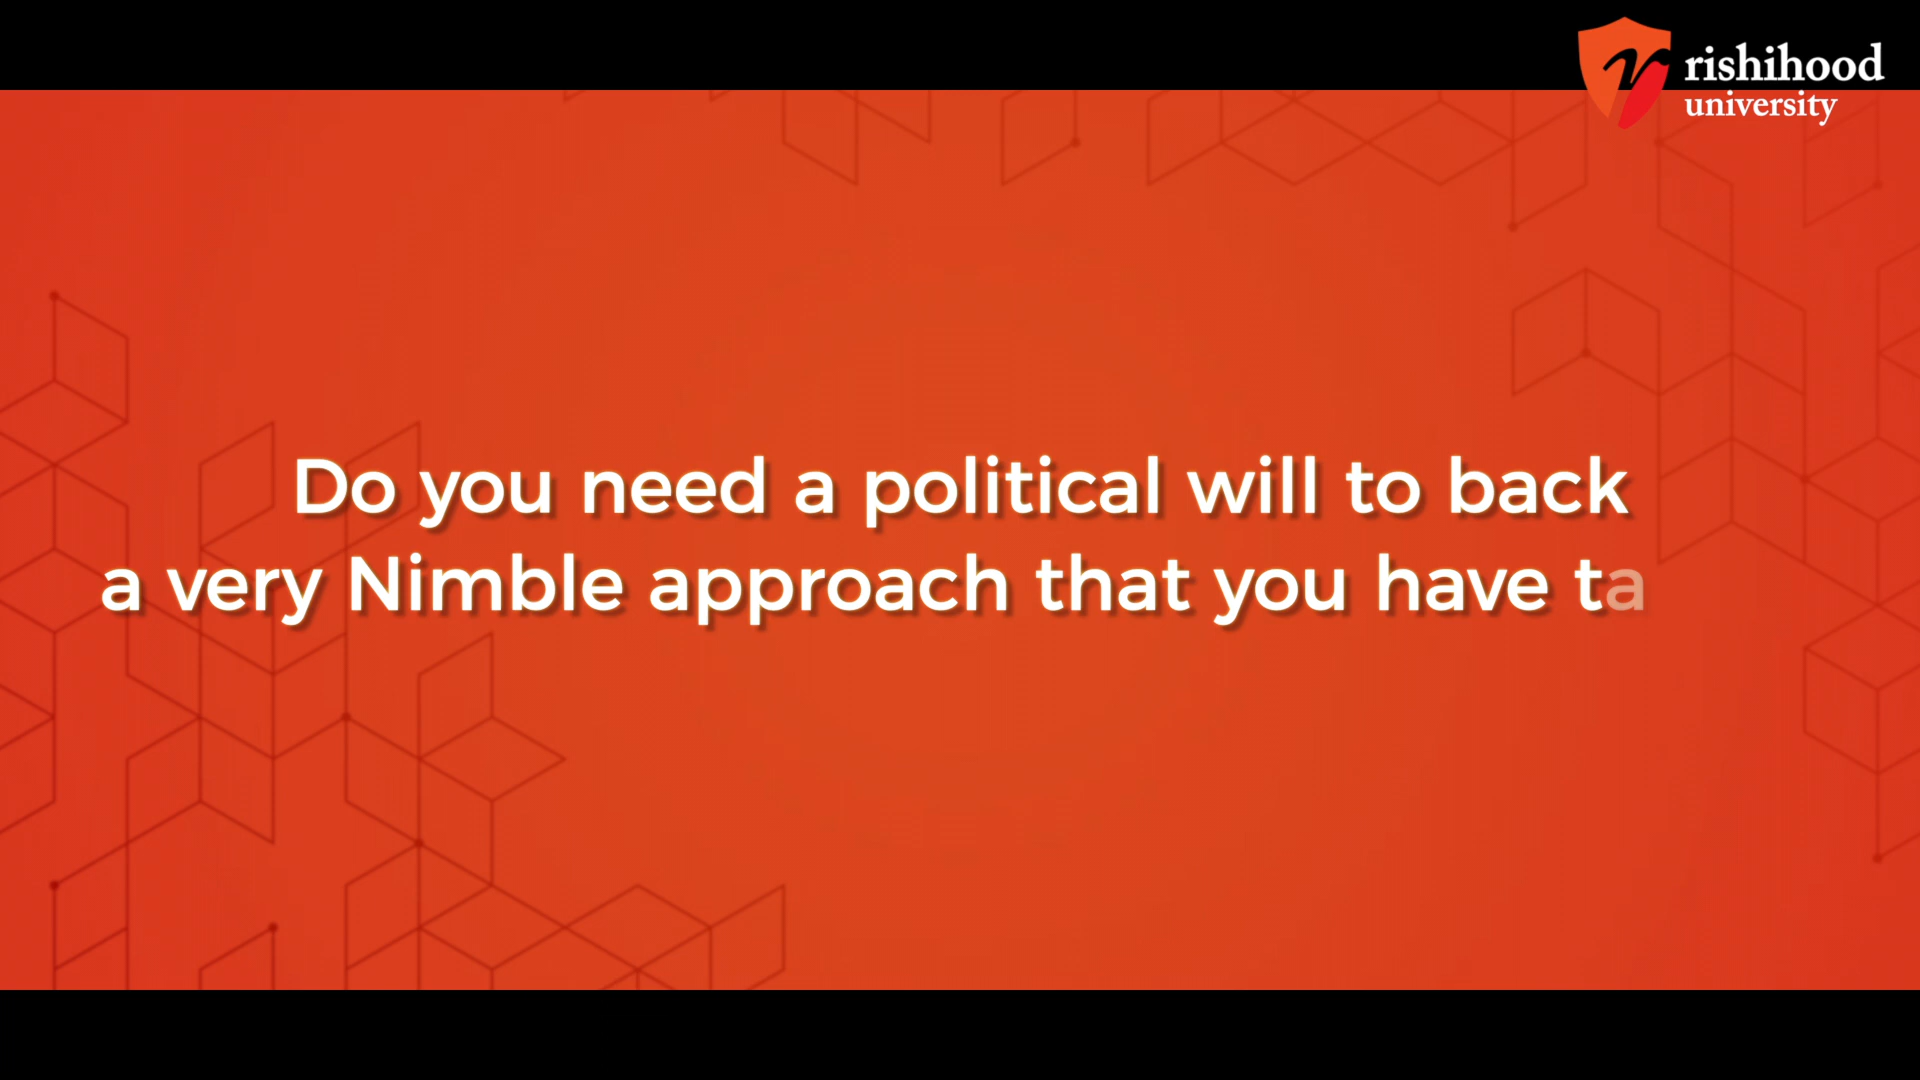 rishihood
university
Do you need a political will to back
a very Nimble approach that you have ta